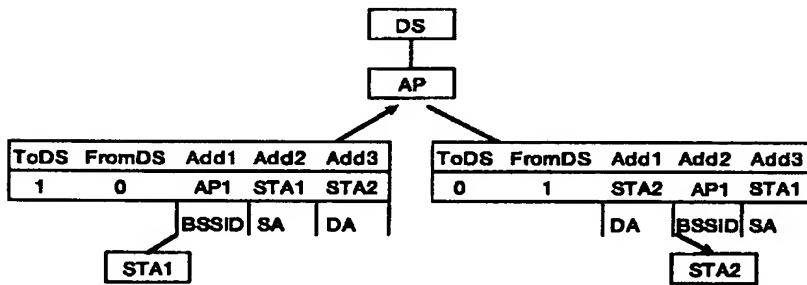 DS
AP
ToDS FromDS Add1 Add2 Add3
1 0 AP1 STA1 STA2
BSSID SA DA
STA1
ToDS FromDS Add1 Add2 Add3
0 1 STA2 AP1 STA1
DA BSSID SA
STA2